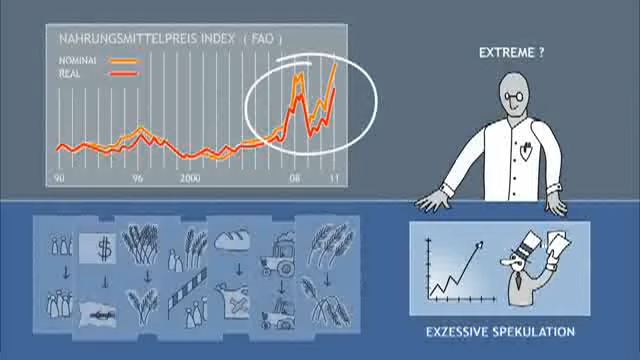 NAHRUNGSMITTELPREIS INDEX ( FAO )
NOMINAL
REAL
90 96 2000 08 11
EXTREME ?
$
EXZESSIVE SPEKULATION